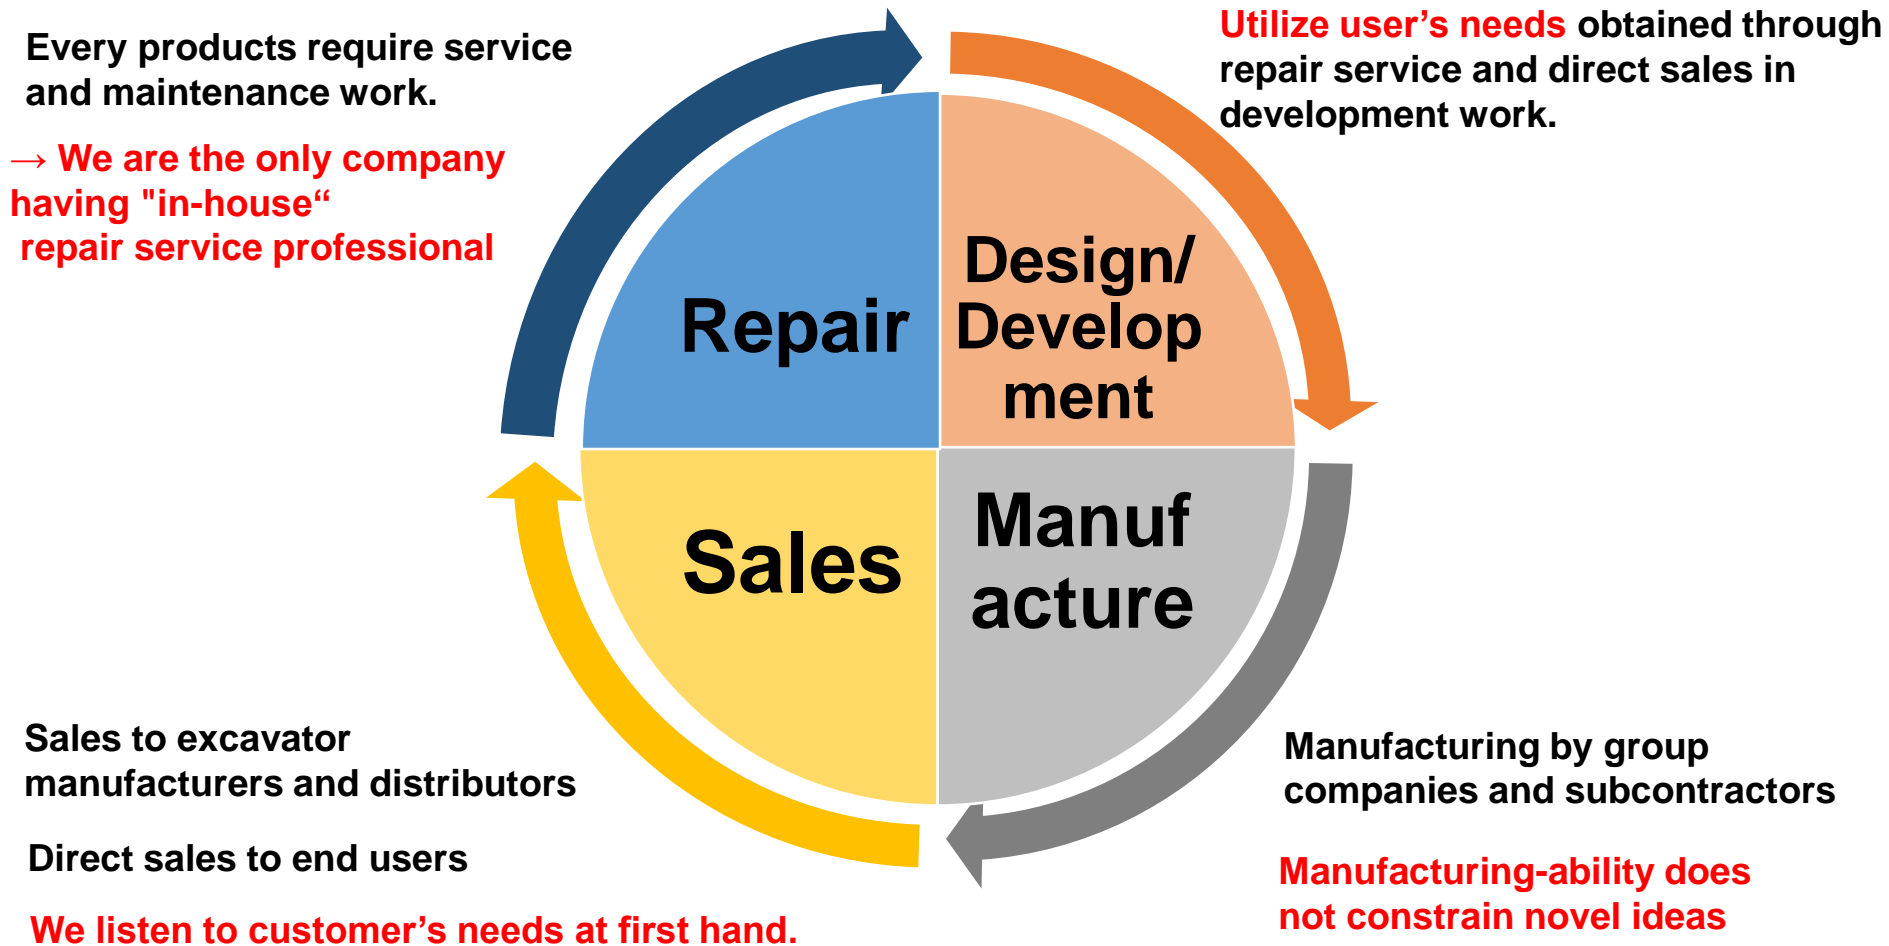 Every products require service
and maintenance work.
→ We are the only company
having "in-house“
repair service professional
Utilize user’s needs obtained through
repair service and direct sales in
development work.
Repair
Design/
Develop
ment
Sales
Manuf
acture
Sales to excavator
manufacturers and distributors
Direct sales to end users
We listen to customer’s needs at first hand.
Manufacturing by group
companies and subcontractors
Manufacturing-ability does
not constrain novel ideas